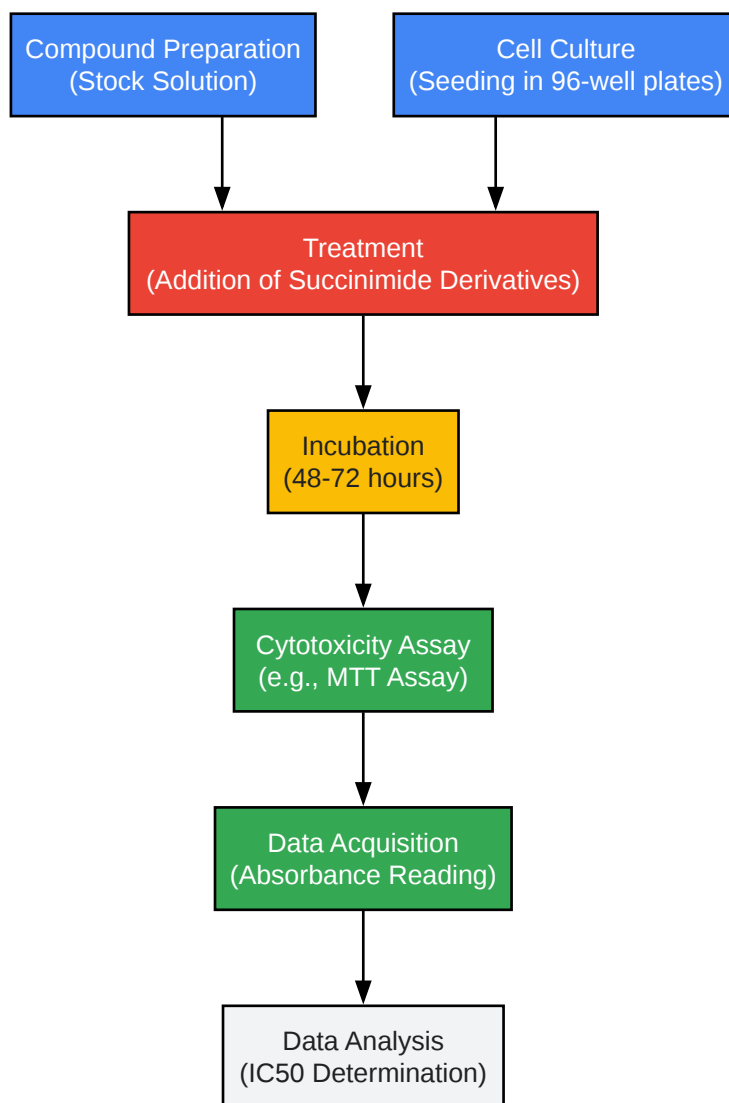 Compound Preparation
(Stock Solution)
Cell Culture
(Seeding in 96-well plates)
Treatment
(Addition of Succinimide Derivatives)
Incubation
(48-72 hours)
Cytotoxicity Assay
(e.g., MTT Assay)
Data Acquisition
(Absorbance Reading)
Data Analysis
(IC50 Determination)